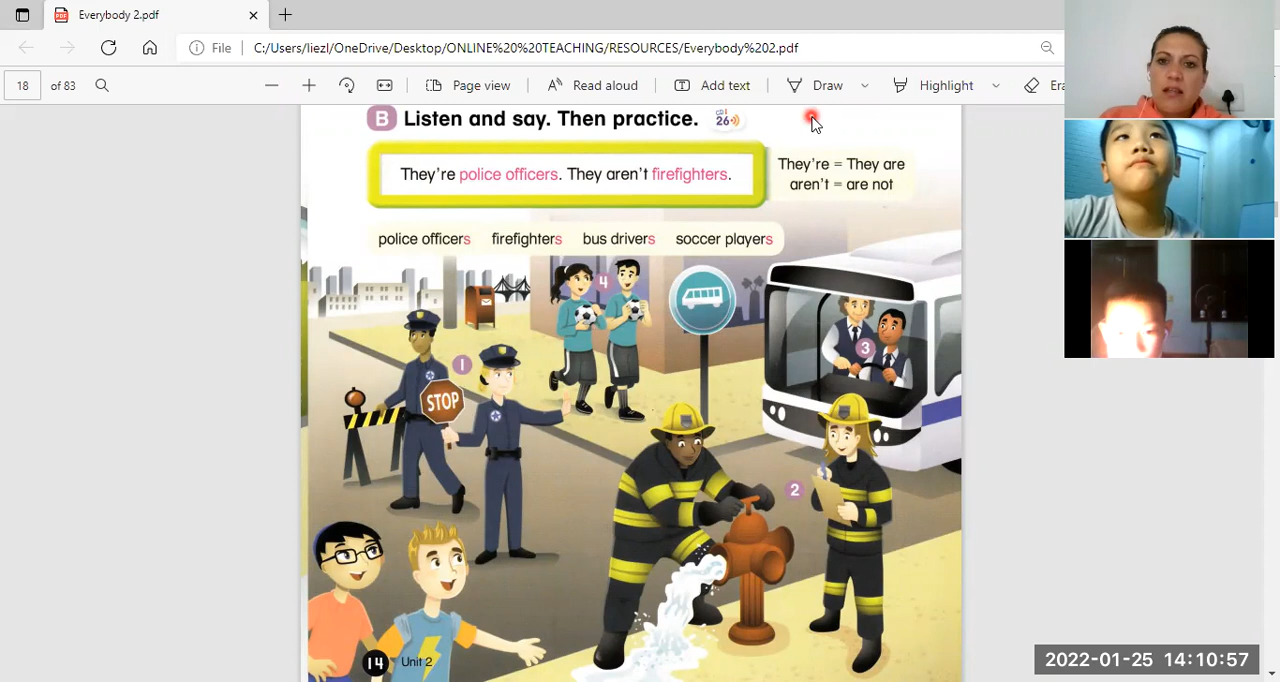 Everybody 2.pdf
File
C:/Users/liezl/OneDrive/Desktop/ONLINE%20%20TEACHING/RESOURCES/Everybody%202.pdf
18 of 83
Page view
Read aloud
Add text
Draw
Highlight
Era
B Listen and say. Then practice. CD1 26
They're police officers. They aren't firefighters.
They're = They are
aren't = are not
police officers firefighters bus drivers soccer players
4
3
1
STOP
2
14 Unit 2
2022-01-25 14:10:57